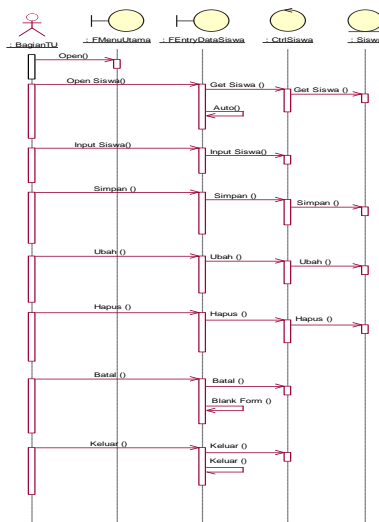 : BagianTU
: FMenuUtama
: FEntryDataSiswa
: CtrlSiswa
: Siswa
Open()
Open Siswa()
Get Siswa ()
Get Siswa ()
Auto()
Input Siswa()
Input Siswa()
Simpan ()
Simpan ()
Simpan ()
Ubah ()
Ubah ()
Ubah ()
Hapus ()
Hapus ()
Hapus ()
Batal ()
Batal ()
Blank Form ()
Keluar ()
Keluar ()
Keluar ()